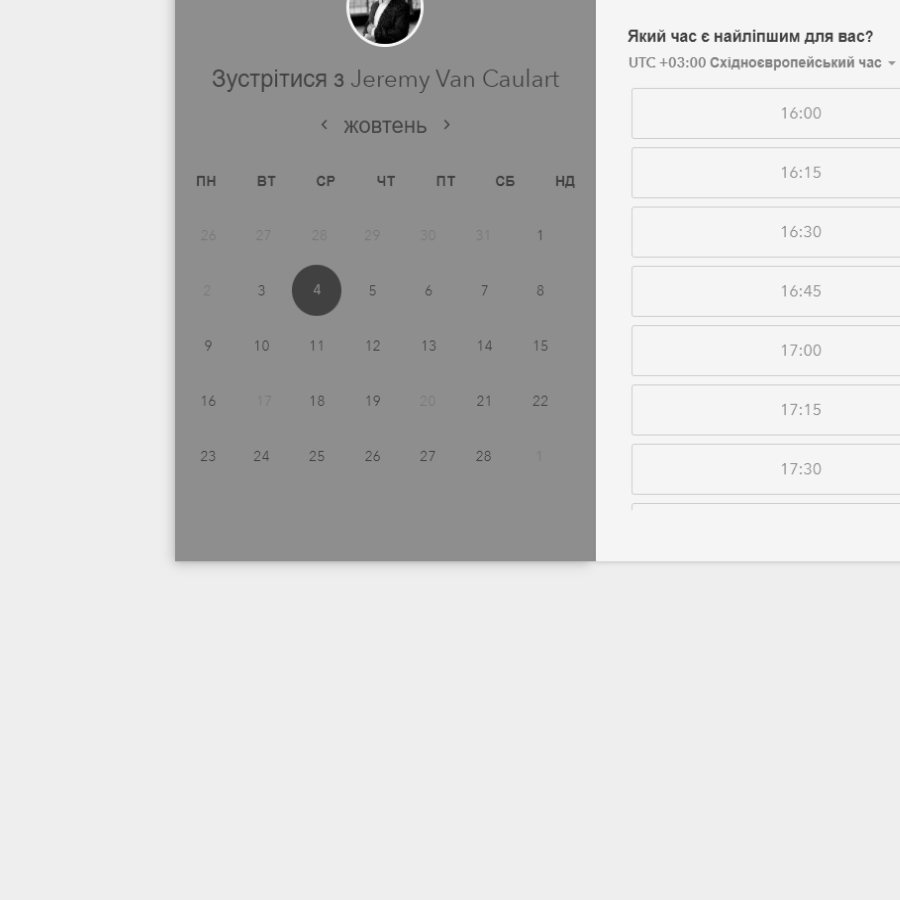 Зустрітися з Jeremy Van Caulart
жовтень
ПН ВТ СР ЧТ ПТ СБ НД
26 27 28 29 30 31 1
2 3 4 5 6 7 8
9 10 11 12 13 14 15
16 17 18 19 20 21 22
23 24 25 26 27 28 1
Який час є найліпшим для вас?
UTC +03:00 Східноєвропейський час
16:00
16:15
16:30
16:45
17:00
17:15
17:30